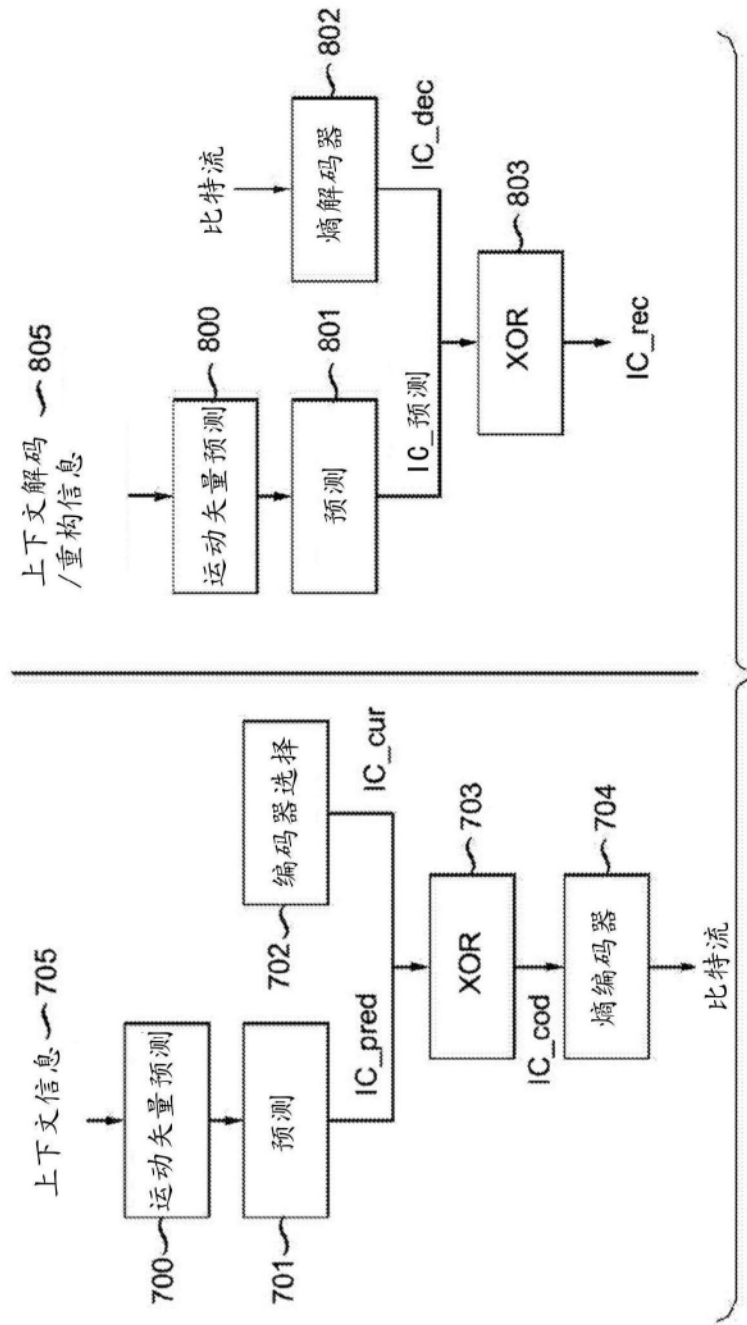 上下文信息
705
运动矢量预测
700
预测
701
编码器选择
702
IC_pred
IC_cur
XOR
703
IC_cod
熵编码器
704
比特流
上下文解码
/重构信息
805
运动矢量预测
800
预测
801
比特流
熵解码器
802
IC_预测
IC_dec
XOR
803
IC_rec